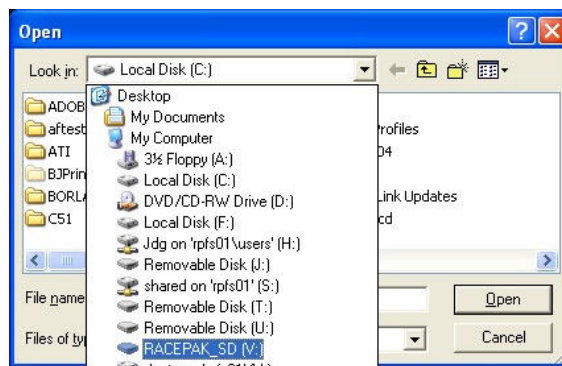 Open
Look in: Local Disk (C:)
Desktop
My Documents
My Computer
3½ Floppy (A:)
Local Disk (C:)
DVD/CD-RW Drive (D:)
Local Disk (F:)
Jdg on 'rpfs01\users' (H:)
Removable Disk (J:)
shared on 'rpfs01' (S:)
Removable Disk (T:)
Removable Disk (U:)
RACEPAK_SD (V:)
ADOB
aftest
ATI
BJPrin
BORLA
C51
rofiles
04
Link Updates
cd
File name
Open
Files of ty
Cancel